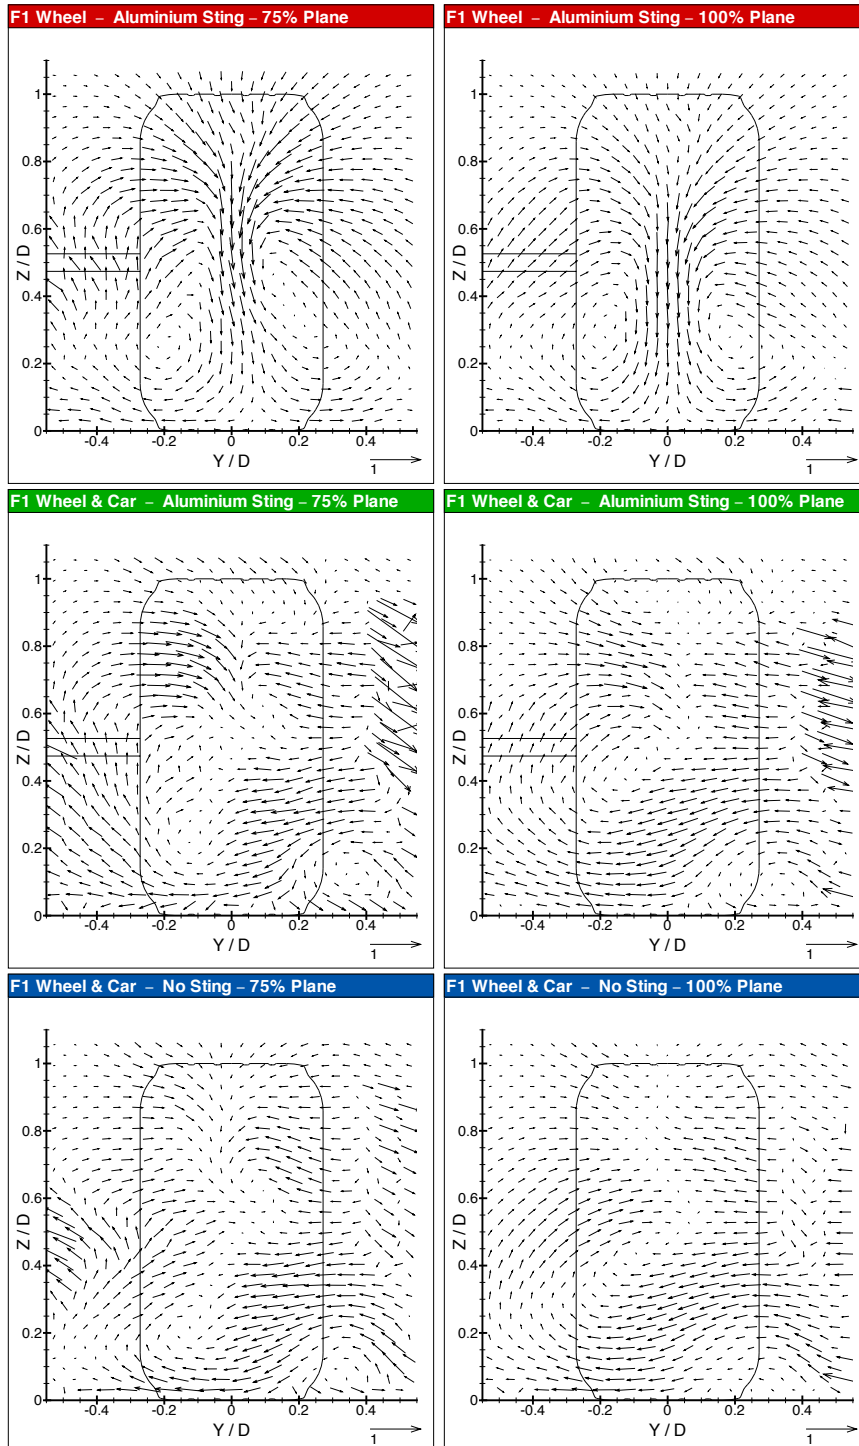 F1 Wheel – Aluminium Sting – 75% Plane
1
0.8
0.6
0.4
0.2
0
Z / D
-0.4 -0.2 0 0.2 0.4
Y / D
1
F1 Wheel – Aluminium Sting – 100% Plane
1
0.8
0.6
0.4
0.2
0
Z / D
-0.4 -0.2 0 0.2 0.4
Y / D
1
F1 Wheel & Car – Aluminium Sting – 75% Plane
1
0.8
0.6
0.4
0.2
0
Z / D
-0.4 -0.2 0 0.2 0.4
Y / D
1
F1 Wheel & Car – Aluminium Sting – 100% Plane
1
0.8
0.6
0.4
0.2
0
Z / D
-0.4 -0.2 0 0.2 0.4
Y / D
1
F1 Wheel & Car – No Sting – 75% Plane
1
0.8
0.6
0.4
0.2
0
Z / D
-0.4 -0.2 0 0.2 0.4
Y / D
1
F1 Wheel & Car – No Sting – 100% Plane
1
0.8
0.6
0.4
0.2
0
Z / D
-0.4 -0.2 0 0.2 0.4
Y / D
1